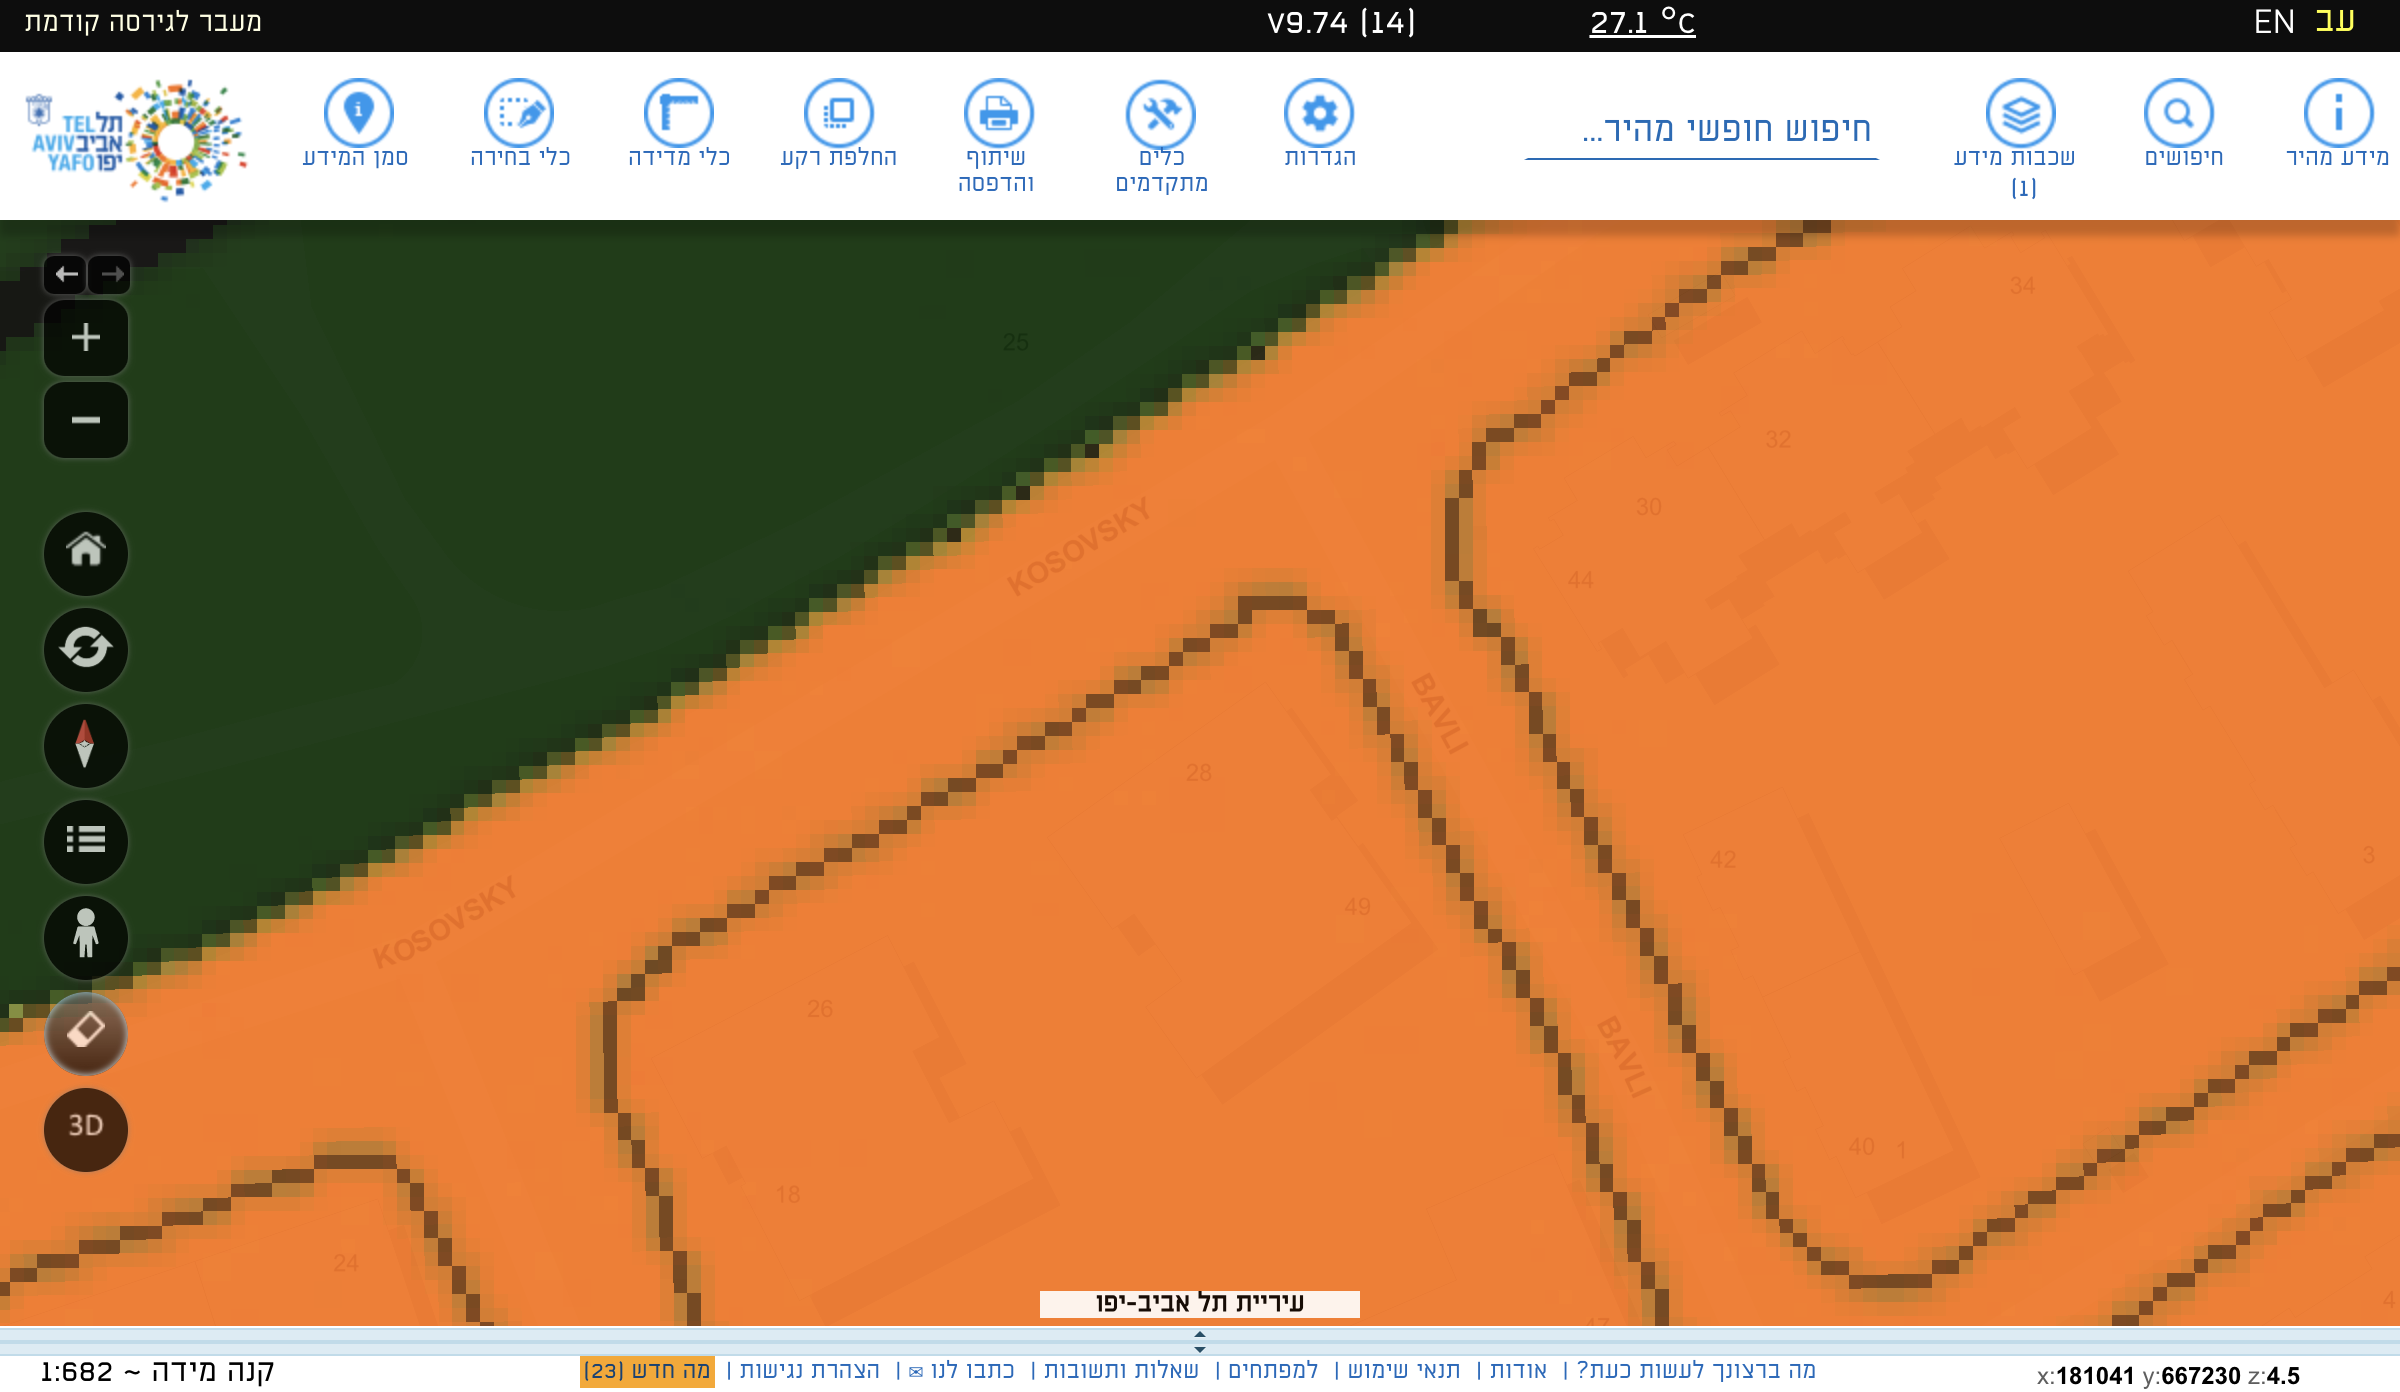 מעבר לגירסה קודמת
V9.74 (14)
27.1 °C
EN עב
תל אביב יפו
TEL AVIV YAFO
סמן המידע
כלי בחירה
כלי מדידה
החלפת רקע
שיתוף והדפסה
כלים מתקדמים
הגדרות
חיפוש חופשי מהיר...
שכבות מידע (1)
חיפושים
מידע מהיר
34
25
32
30
KOSOVSKY
44
BAVLI
28
42
3
49
KOSOVSKY
26
BAVLI
3D
40
1
18
24
עיריית תל אביב-יפו
47
4
קנה מידה ~ 1:682
מה ברצונך לעשות כעת? | אודות | תנאי שימוש | למפתחים | שאלות ותשובות | כתבו לנו ✉ | הצהרת נגישות | מה חדש (23)
x:181041 y:667230 z:4.5